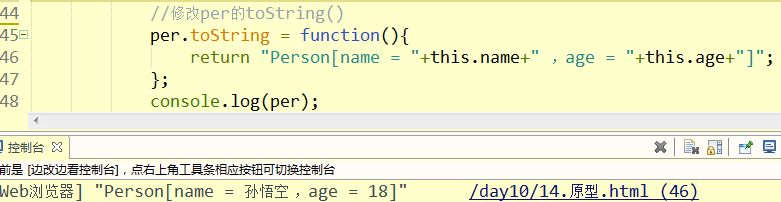 44 //修改per的toString()
45 per.toString = function(){
46 return "Person[name = "+this.name+" ，age = "+this.age+"]";
47 };
48 console.log(per);
控制台
前是 [边改边看控制台]，点右上角工具条相应按钮可切换控制台
Web浏览器] "Person[name = 孙悟空 ，age = 18]" /day10/14.原型.html (46)